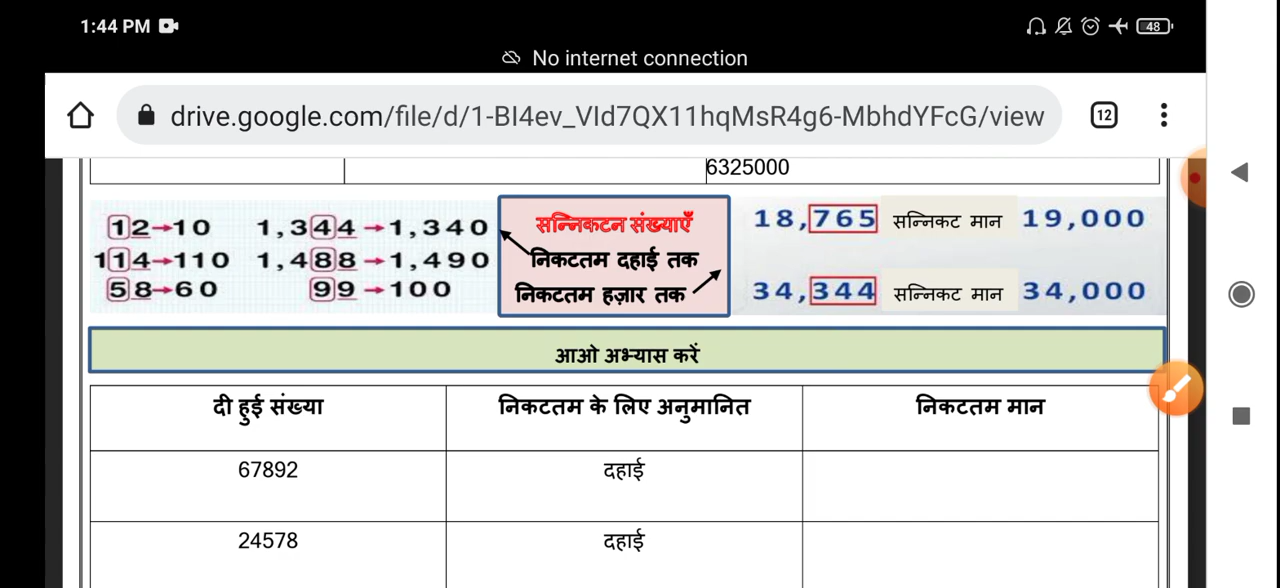 1:44 PM
48
No internet connection
drive.google.com/file/d/1-BI4ev_VId7QX11hqMsR4g6-MbhdYFcG/view
12
6325000
12→10 1,344→1,340
114→110 1,488→1,490
58→60 99→100
सन्निकटन संख्याएँ
निकटतम दहाई तक
निकटतम हज़ार तक
18,765 सन्निकट मान 19,000
34,344 सन्निकट मान 34,000
आओ अभ्यास करें
दी हुई संख्या निकटतम के लिए अनुमानित निकटतम मान
67892 दहाई
24578 दहाई